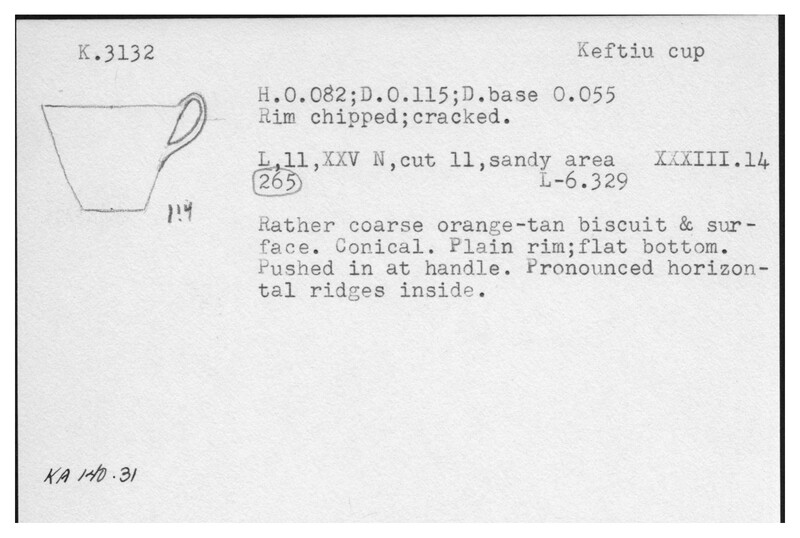 K.3132
Keftiu cup
H.0.082;D.0.115;D.base 0.055
Rim chipped;cracked.
L,11,XXV N,cut 11,sandy area XXXIII.14
265 L-6.329
1:4
Rather coarse orange-tan biscuit & sur-
face. Conical. Plain rim;flat bottom.
Pushed in at handle. Pronounced horizon-
tal ridges inside.
KA 140.31